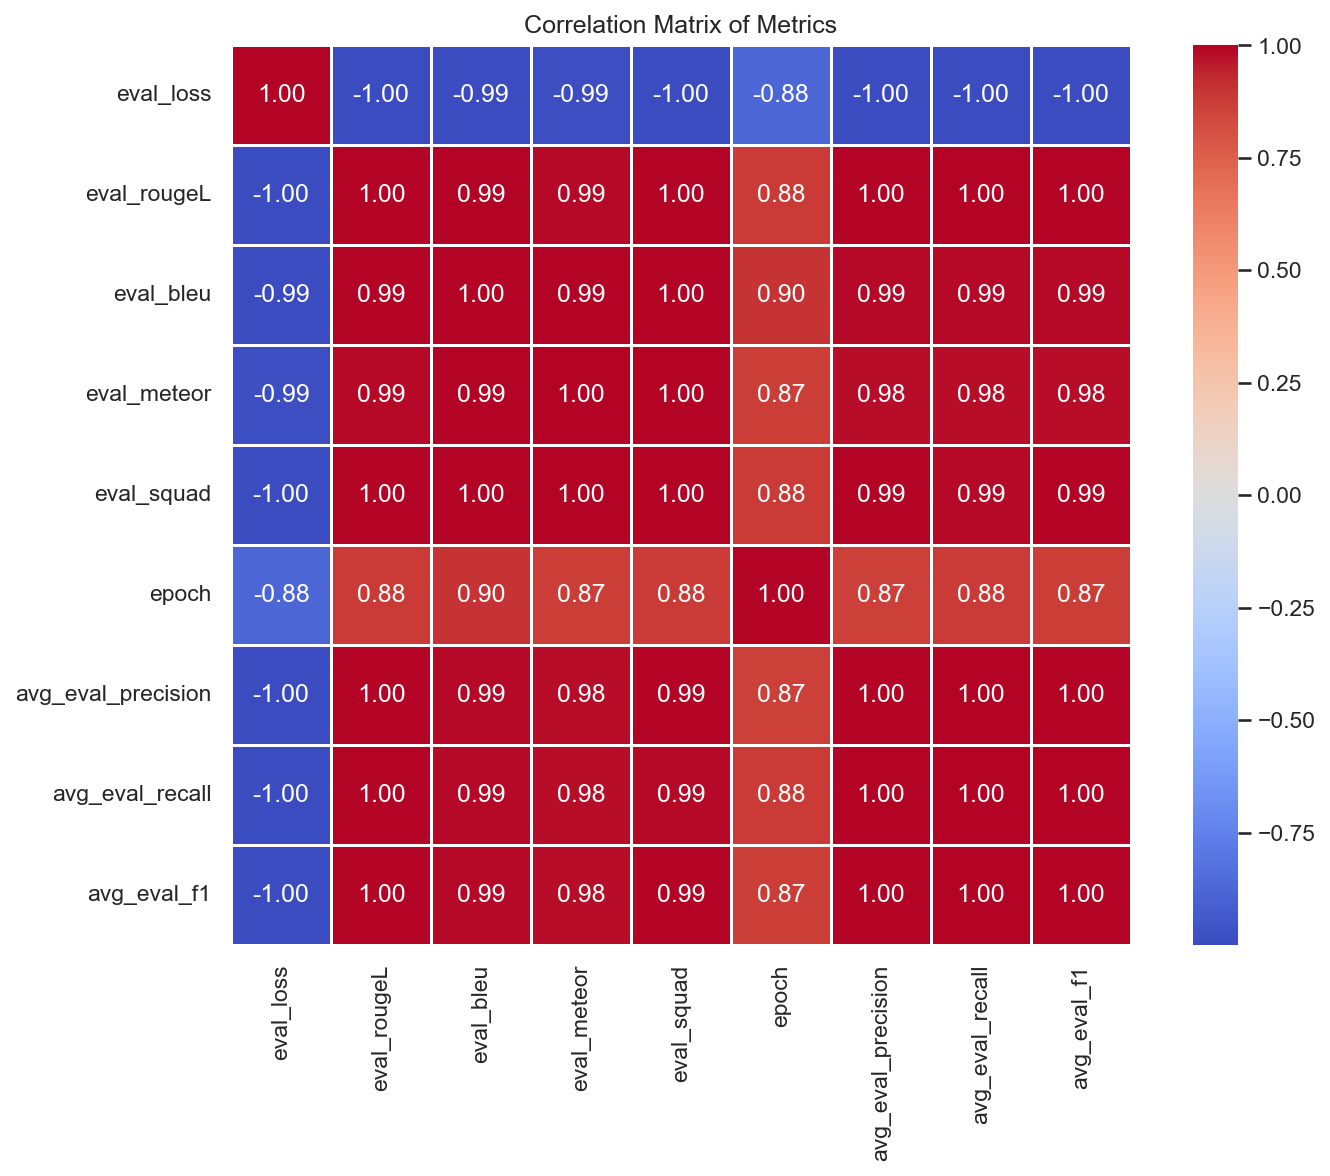 Correlation Matrix of Metrics
eval_loss 1.00 -1.00 -0.99 -0.99 -1.00 -0.88 -1.00 -1.00 -1.00
eval_rougeL -1.00 1.00 0.99 0.99 1.00 0.88 1.00 1.00 1.00
eval_bleu -0.99 0.99 1.00 0.99 1.00 0.90 0.99 0.99 0.99
eval_meteor -0.99 0.99 0.99 1.00 1.00 0.87 0.98 0.98 0.98
eval_squad -1.00 1.00 1.00 1.00 1.00 0.88 0.99 0.99 0.99
epoch -0.88 0.88 0.90 0.87 0.88 1.00 0.87 0.88 0.87
avg_eval_precision -1.00 1.00 0.99 0.98 0.99 0.87 1.00 1.00 1.00
avg_eval_recall -1.00 1.00 0.99 0.98 0.99 0.88 1.00 1.00 1.00
avg_eval_f1 -1.00 1.00 0.99 0.98 0.99 0.87 1.00 1.00 1.00
eval_loss
eval_rougeL
eval_bleu
eval_meteor
eval_squad
epoch
avg_eval_precision
avg_eval_recall
avg_eval_f1
1.00
0.75
0.50
0.25
0.00
−0.25
−0.50
−0.75